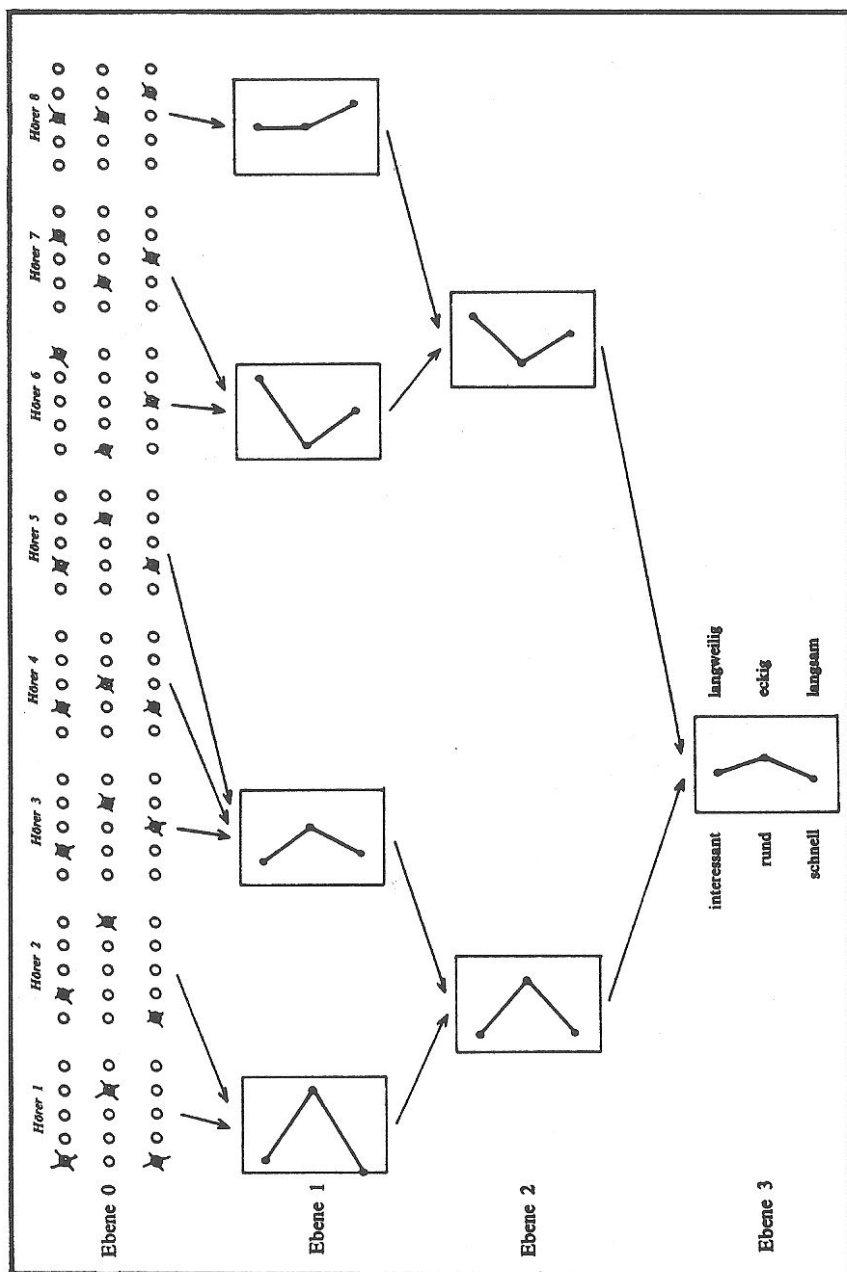 Hörer 1 Hörer 2 Hörer 3 Hörer 4 Hörer 5 Hörer 6 Hörer 7 Hörer 8
Ebene 0
Ebene 1
Ebene 2
Ebene 3
interessant langweilig
rund eckig
schnell langsam